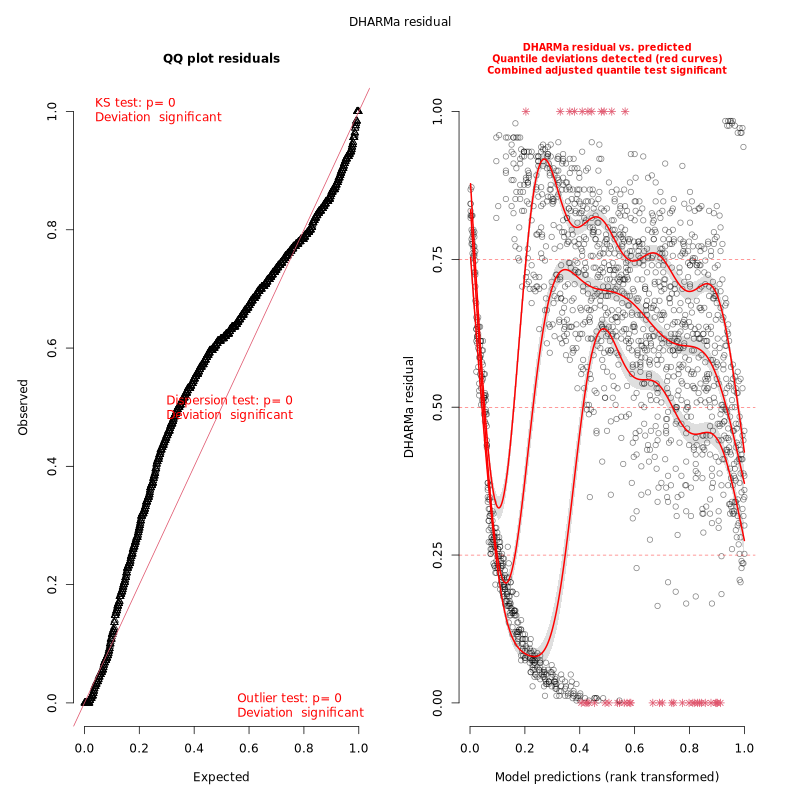 DHARMa residual
QQ plot residuals
KS test: p= 0
Deviation  significant
Dispersion test: p= 0
Deviation  significant
Outlier test: p= 0
Deviation  significant
Observed
0.0
0.2
0.4
0.6
0.8
1.0
0.0
0.2
0.4
0.6
0.8
1.0
Expected
DHARMa residual vs. predicted
Quantile deviations detected (red curves)
Combined adjusted quantile test significant
DHARMa residual
0.00
0.25
0.50
0.75
1.00
0.0
0.2
0.4
0.6
0.8
1.0
Model predictions (rank transformed)